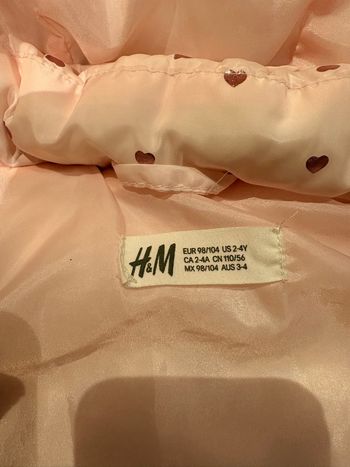 H&M
EUR 98/104 US 2-4Y
CA 2-4A CN 110/56
MX 98/104 AUS 3-4